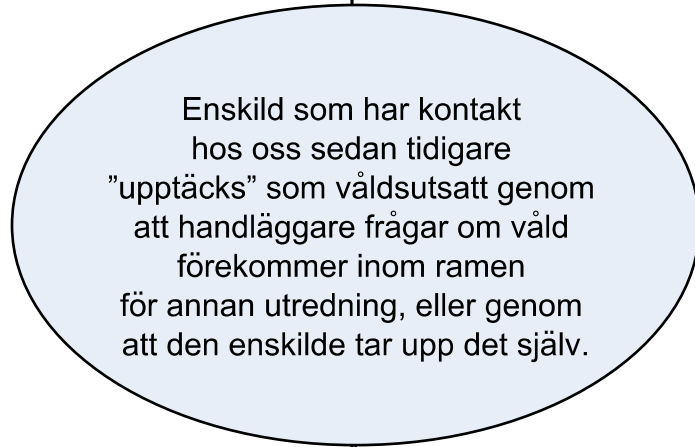 Enskild som har kontakt
hos oss sedan tidigare
”upptäcks” som våldsutsatt genom
att handläggare frågar om våld
förekommer inom ramen
för annan utredning, eller genom
att den enskilde tar upp det själv.